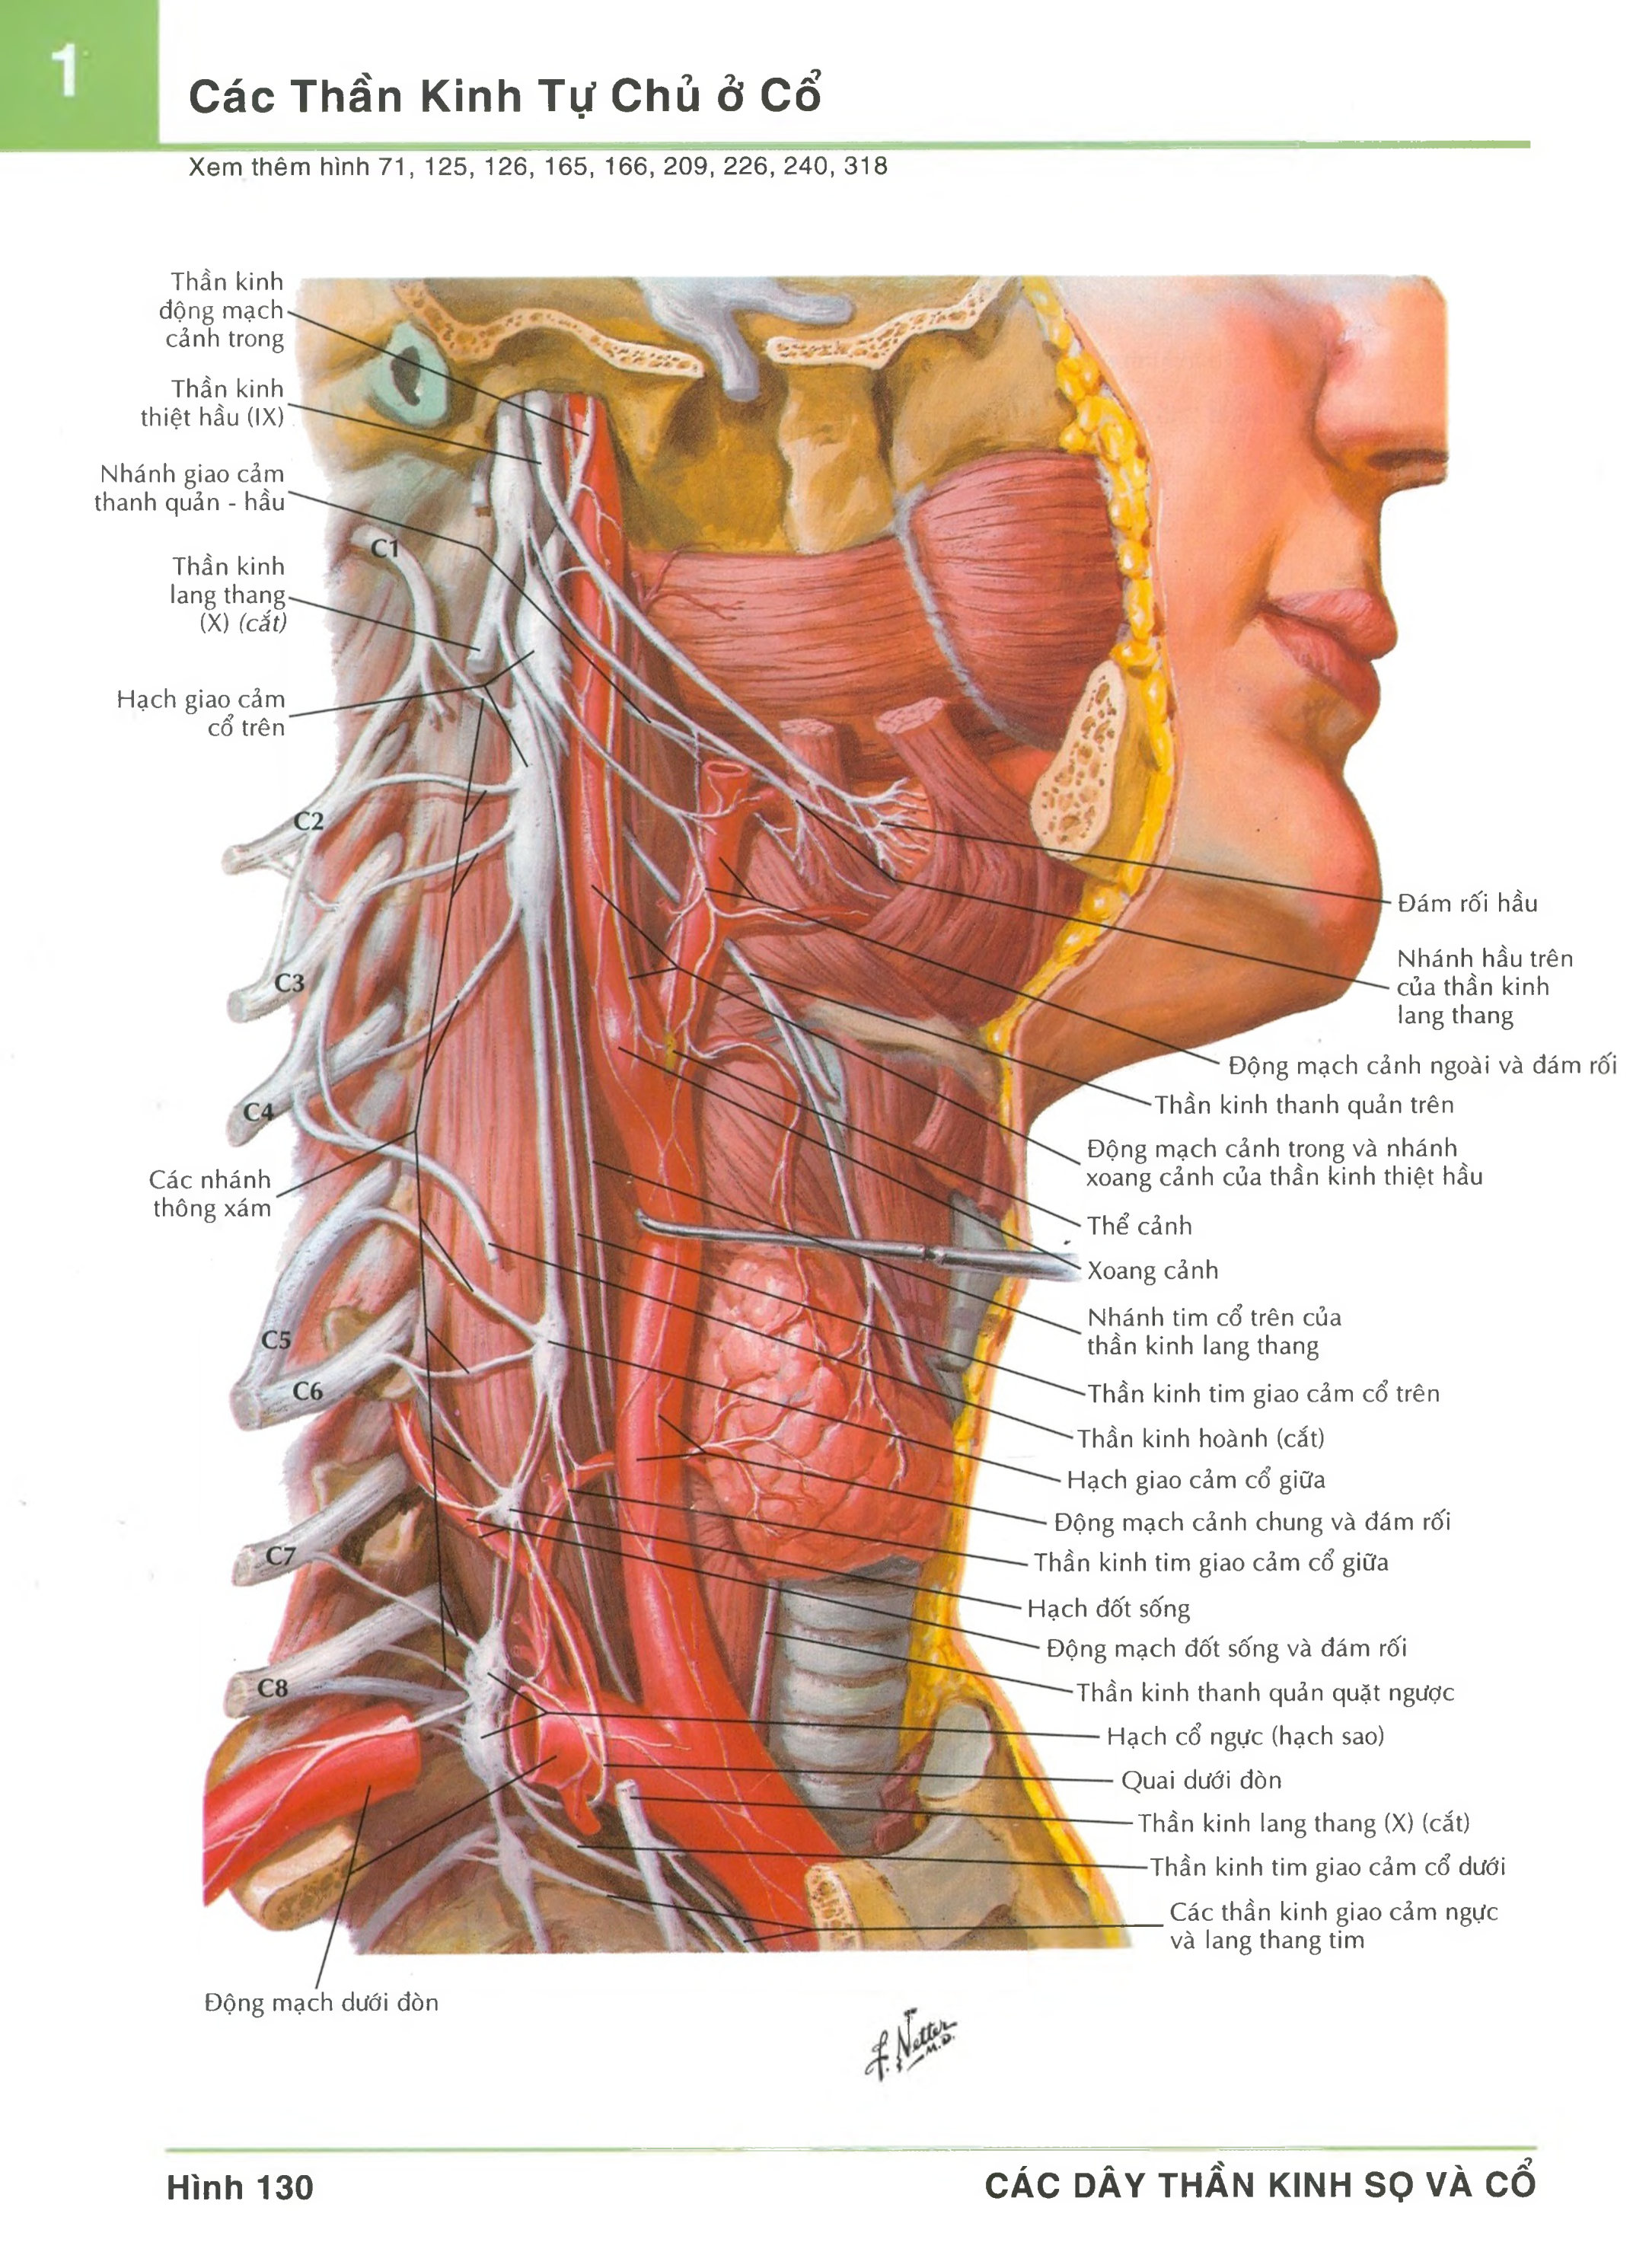 1
Các Thần Kinh Tự Chủ ở Cổ
Xem thêm hình 71, 125, 126, 165, 166, 209, 226, 240, 318
Thần kinh
động mạch
cảnh trong
Thần kinh
thiệt hầu (IX)
Nhánh giao cảm
thanh quản - hầu
Thần kinh
lang thang
(X) (cắt)
Hạch giao cảm
cổ trên
Các nhánh
thông xám
Động mạch dưới đòn
C1
C2
C3
C4
C5
C6
C7
C8
Đám rối hầu
Nhánh hầu trên
của thần kinh
lang thang
Động mạch cảnh ngoài và đám rối
Thần kinh thanh quản trên
Động mạch cảnh trong và nhánh
xoang cảnh của thần kinh thiệt hầu
Thể cảnh
Xoang cảnh
Nhánh tim cổ trên của
thần kinh lang thang
Thần kinh tim giao cảm cổ trên
Thần kinh hoành (cắt)
Hạch giao cảm cổ giữa
Động mạch cảnh chung và đám rối
Thần kinh tim giao cảm cổ giữa
Hạch đốt sống
Động mạch đốt sống và đám rối
Thần kinh thanh quản quặt ngược
Hạch cổ ngực (hạch sao)
Quai dưới đòn
Thần kinh lang thang (X) (cắt)
Thần kinh tim giao cảm cổ dưới
Các thần kinh giao cảm ngực
và lang thang tim
F. Netter
M.D.
Hình 130
CÁC DÂY THẦN KINH SỌ VÀ CỔ